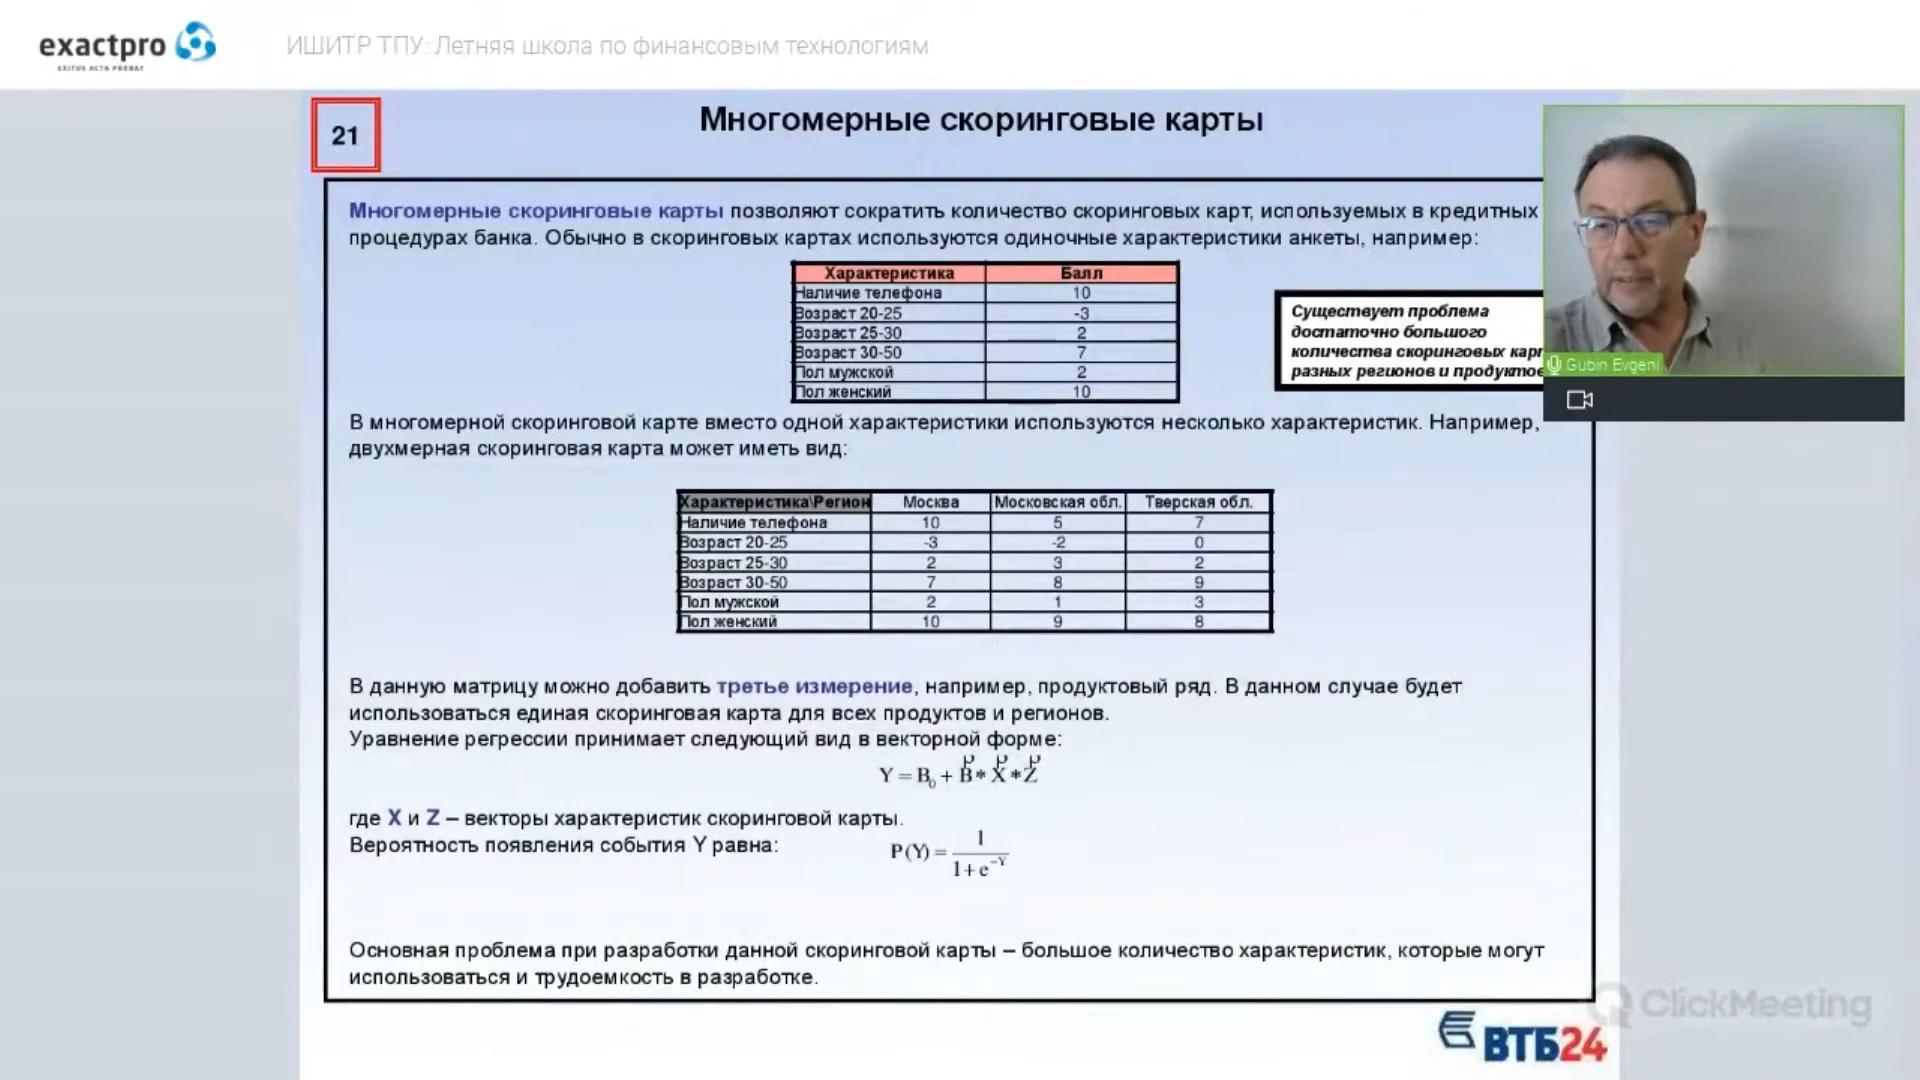 exactpro
EXITUS ACTA PROBAT
ИШИТР ТПУ: Летняя школа по финансовым технологиям
21
Многомерные скоринговые карты
Многомерные скоринговые карты позволяют сократить количество скоринговых карт, используемых в кредитных
процедурах банка. Обычно в скоринговых картах используются одиночные характеристики анкеты, например:
Характеристика Балл
Наличие телефона 10
Возраст 20-25 -3
Возраст 25-30 2
Возраст 30-50 7
Пол мужской 2
Пол женский 10
Существует проблема
достаточно большого
количества скоринговых
разных регионов и
Gubin Evgeni
В многомерной скоринговой карте вместо одной характеристики используются несколько характеристик. Например,
двухмерная скоринговая карта может иметь вид:
Характеристика\Регион Москва Московская обл. Тверская обл.
Наличие телефона 10 5 7
Возраст 20-25 -3 -2 0
Возраст 25-30 2 3 2
Возраст 30-50 7 8 9
Пол мужской 2 1 3
Пол женский 10 9 8
В данную матрицу можно добавить третье измерение, например, продуктовый ряд. В данном случае будет
использоваться единая скоринговая карта для всех продуктов и регионов.
Уравнение регрессии принимает следующий вид в векторной форме:
Y = B₀ + B * X * Z
где X и Z – векторы характеристик скоринговой карты.
Вероятность появления события Y равна: P(Y) = 1 / (1 + e^-Y)
Основная проблема при разработки данной скоринговой карты – большое количество характеристик, которые могут
использоваться и трудоемкость в разработке.
ClickMeeting
ВТБ24